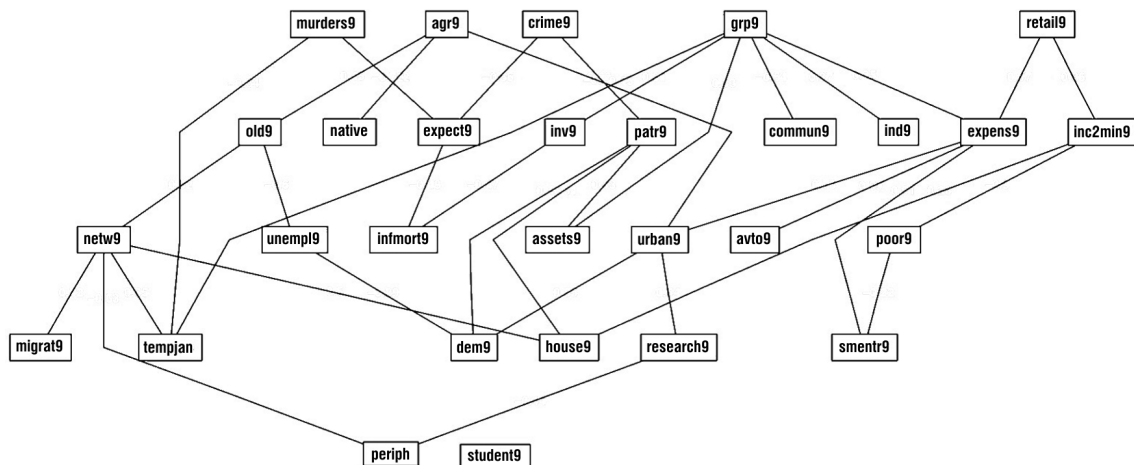 murders9 agr9 crime9 grp9 retail9
old9 native expect9 inv9 patr9 commun9 ind9 expens9 inc2min9
netw9 unempl9 infmort9 assets9 urban9 avto9 poor9
migrat9 tempjan dem9 house9 research9 smentr9
periph student9